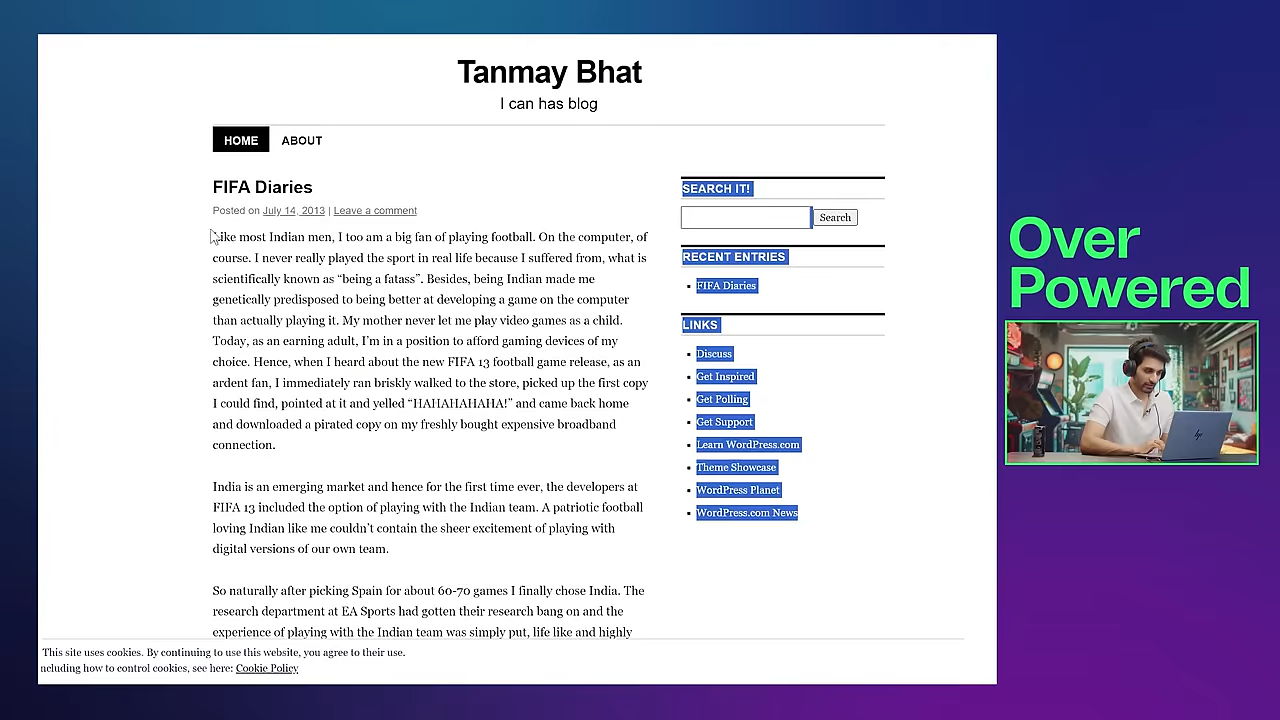 Tanmay Bhat
I can has blog
HOME
ABOUT
FIFA Diaries
Posted on July 14, 2013 | Leave a comment
Like most Indian men, I too am a big fan of playing football. On the computer, of
course. I never really played the sport in real life because I suffered from, what is
scientifically known as “being a fatass”. Besides, being Indian made me
genetically predisposed to being better at developing a game on the computer
than actually playing it. My mother never let me play video games as a child.
Today, as an earning adult, I’m in a position to afford gaming devices of my
choice. Hence, when I heard about the new FIFA 13 football game release, as an
ardent fan, I immediately ran briskly walked to the store, picked up the first copy
I could find, pointed at it and yelled “HAHAHAHAHA!” and came back home
and downloaded a pirated copy on my freshly bought expensive broadband
connection.
India is an emerging market and hence for the first time ever, the developers at
FIFA 13 included the option of playing with the Indian team. A patriotic football
loving Indian like me couldn’t contain the sheer excitement of playing with
digital versions of our own team.
So naturally after picking Spain for about 60-70 games I finally chose India. The
research department at EA Sports had gotten their research bang on and the
experience of playing with the Indian team was simply put, life like and highly
SEARCH IT!
Search
RECENT ENTRIES
FIFA Diaries
LINKS
Discuss
Get Inspired
Get Polling
Get Support
Learn WordPress.com
Theme Showcase
WordPress Planet
WordPress.com News
This site uses cookies. By continuing to use this website, you agree to their use.
ncluding how to control cookies, see here: Cookie Policy
Over
Powered
hp